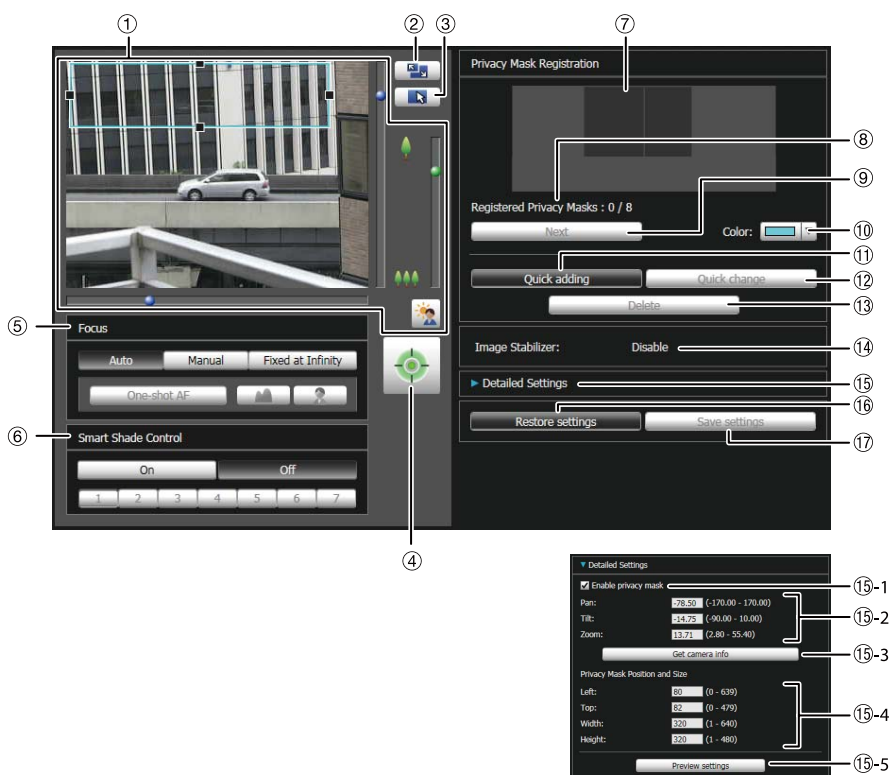 ① ② ③ ⑦
Privacy Mask Registration
⑧
⑨
Registered Privacy Masks : 0 / 8
Next Color: ⑩
⑪
Quick adding Quick change ⑫
Delete ⑬
⑤ Focus
Image Stabilizer: Disable ⑭
Auto Manual Fixed at Infinity
Detailed Settings ⑮
One-shot AF
⑯
Restore settings Save settings
⑥ Smart Shade Control
⑰
On Off
1 2 3 4 5 6 7
④
Detailed Settings
Enable privacy mask ⑮-1
Pan: -78.50 (-170.00 - 170.00)
Tilt: -14.75 (-90.00 - 10.00) ⑮-2
Zoom: 13.71 (2.80 - 55.40)
Get camera info ⑮-3
Privacy Mask Position and Size
Left: 80 (0 - 639)
Top: 82 (0 - 479) ⑮-4
Width: 320 (1 - 640)
Height: 320 (1 - 480)
Preview settings ⑮-5